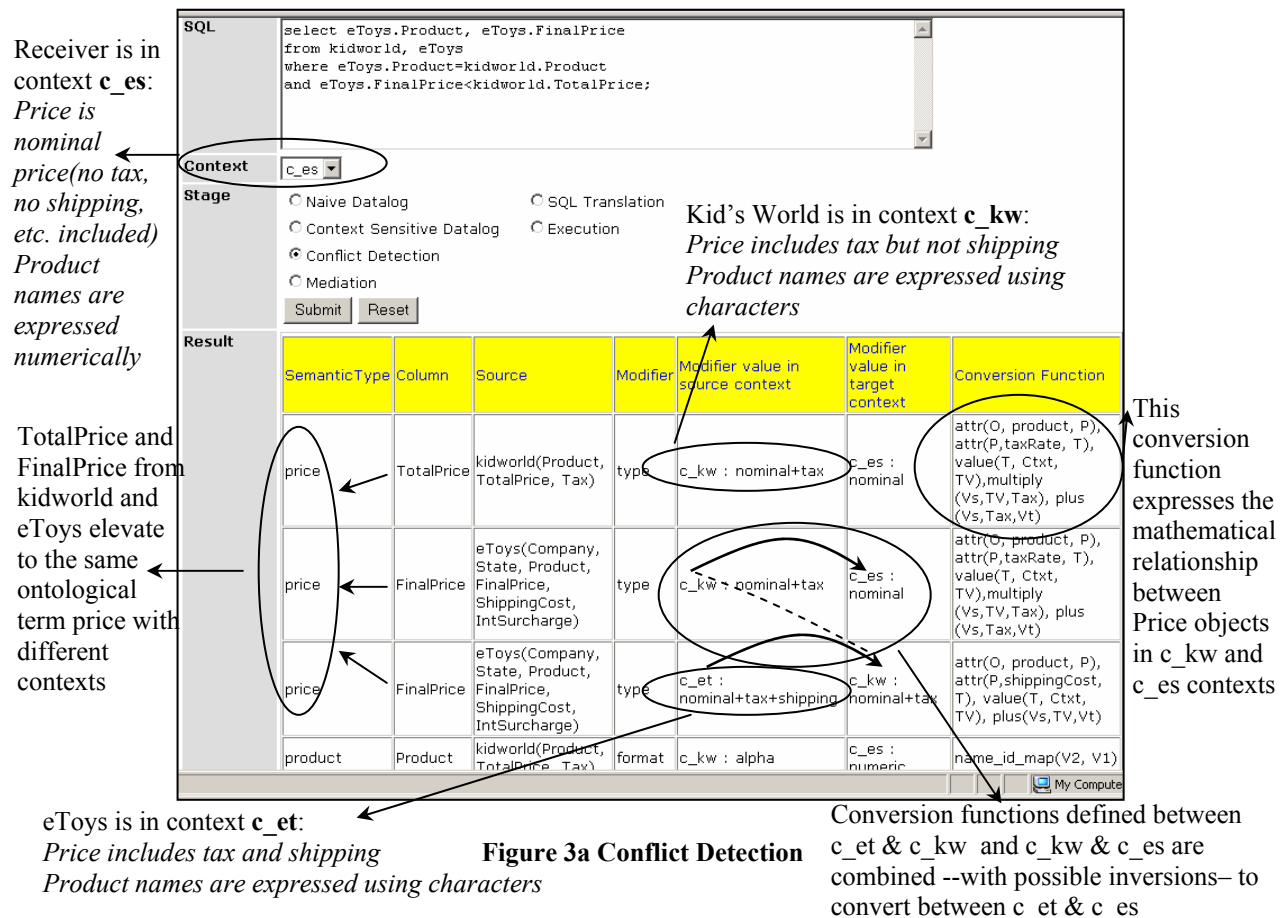 Receiver is in
context c_es:
Price is
nominal
price(no tax,
no shipping,
etc. included)
Product
names are
expressed
numerically
SQL
select eToys.Product, eToys.FinalPrice
from kidworld, eToys
where eToys.Product=kidworld.Product
and eToys.FinalPrice<kidworld.TotalPrice;
Context
c_es
Stage
Naive Datalog
SQL Translation
Context Sensitive Datalog
Execution
Conflict Detection
Mediation
Submit
Reset
Kid's World is in context c_kw:
Price includes tax but not shipping
Product names are expressed using
characters
Result
SemanticType
Column
Source
Modifier
Modifier value in
source context
Modifier
value in
target
context
Conversion Function
price
TotalPrice
kidworld(Product,
TotalPrice, Tax)
type
c_kw : nominal+tax
c_es :
nominal
attr(O, product, P),
attr(P,taxRate, T),
value(T, Ctxt,
TV),multiply
(Vs,TV,Tax), plus
(Vs,Tax,Vt)
price
FinalPrice
eToys(Company,
State, Product,
FinalPrice,
ShippingCost,
IntSurcharge)
type
c_kw : nominal+tax
c_es :
nominal
attr(O, product, P),
attr(P,taxRate, T),
value(T, Ctxt,
TV),multiply
(Vs,TV,Tax), plus
(Vs,Tax,Vt)
price
FinalPrice
eToys(Company,
State, Product,
FinalPrice,
ShippingCost,
IntSurcharge)
type
c_et :
nominal+tax+shipping
c_kw :
nominal+tax
attr(O, product, P),
attr(P,shippingCost,
T), value(T, Ctxt,
TV), plus(Vs,TV,Vt)
product
Product
kidworld(Product,
TotalPrice, Tax)
format
c_kw : alpha
c_es :
numeric
name_id_map(V2, V1)
My Compute
TotalPrice and
FinalPrice from
kidworld and
eToys elevate
to the same
ontological
term price with
different
contexts
This
conversion
function
expresses the
mathematical
relationship
between
Price objects
in c_kw and
c_es contexts
eToys is in context c_et:
Price includes tax and shipping
Product names are expressed using characters
Figure 3a Conflict Detection
Conversion functions defined between
c_et & c_kw and c_kw & c_es are
combined --with possible inversions– to
convert between c_et & c_es